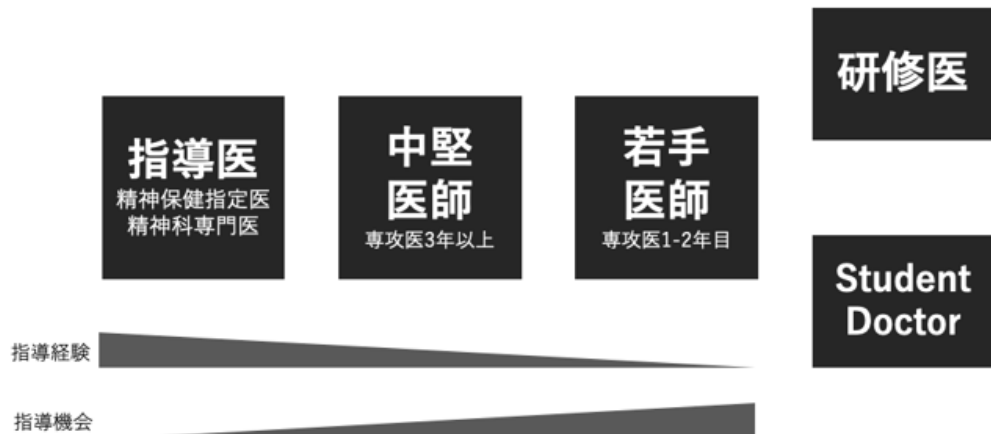 研修医
指導医
精神保健指定医
精神科専門医
中堅
医師
専攻医3年以上
若手
医師
専攻医1-2年目
Student
Doctor
指導経験
指導機会